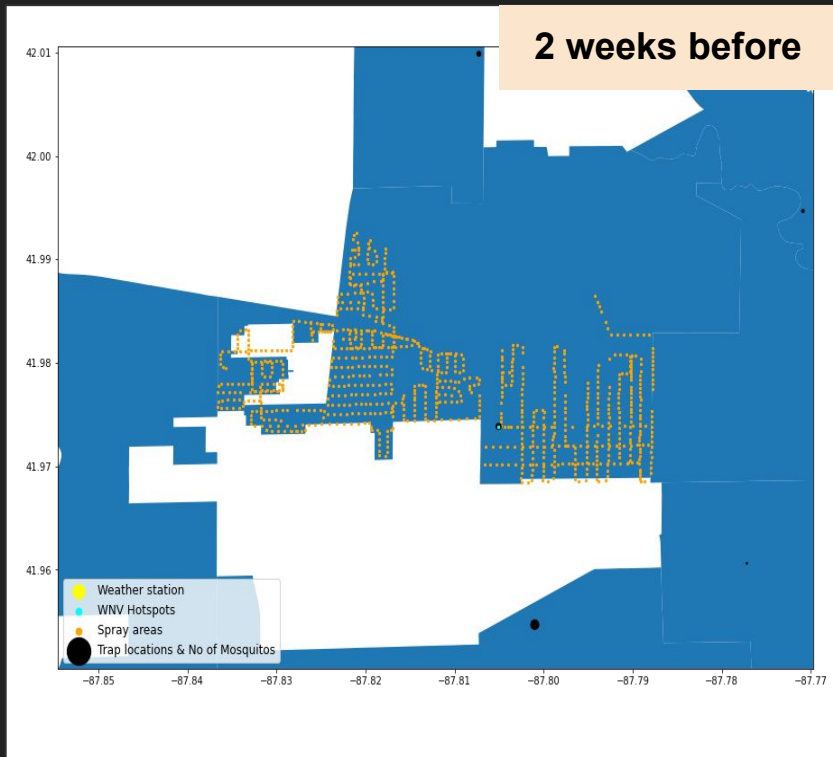 2 weeks before
42.01
42.00
41.99
41.98
41.97
41.96
Weather station
WNV Hotspots
Spray areas
Trap locations & No of Mosquitos
−87.85 −87.84 −87.83 −87.82 −87.81 −87.80 −87.79 −87.78 −87.77